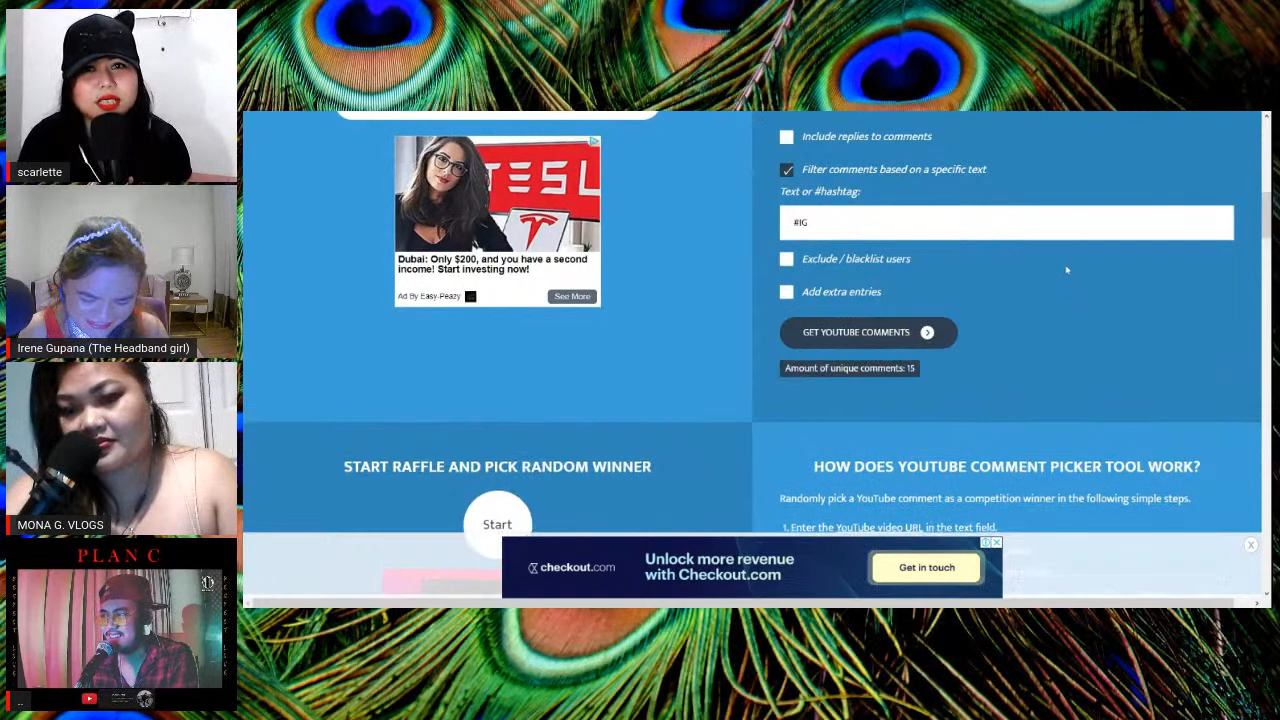 scarlette
Irene Gupana (The Headband girl)
MONA G. VLOGS
PLAN C
..
TESL
Dubai: Only $200, and you have a second
income! Start investing now!
Ad By Easy-Peazy
See More
Include replies to comments
Filter comments based on a specific text
Text or #hashtag:
#IG
Exclude / blacklist users
Add extra entries
GET YOUTUBE COMMENTS
Amount of unique comments: 15
START RAFFLE AND PICK RANDOM WINNER
Start
HOW DOES YOUTUBE COMMENT PICKER TOOL WORK?
Randomly pick a YouTube comment as a competition winner in the following simple steps.
1. Enter the YouTube video URL in the text field.
checkout.com
Unlock more revenue
with Checkout.com
Get in touch